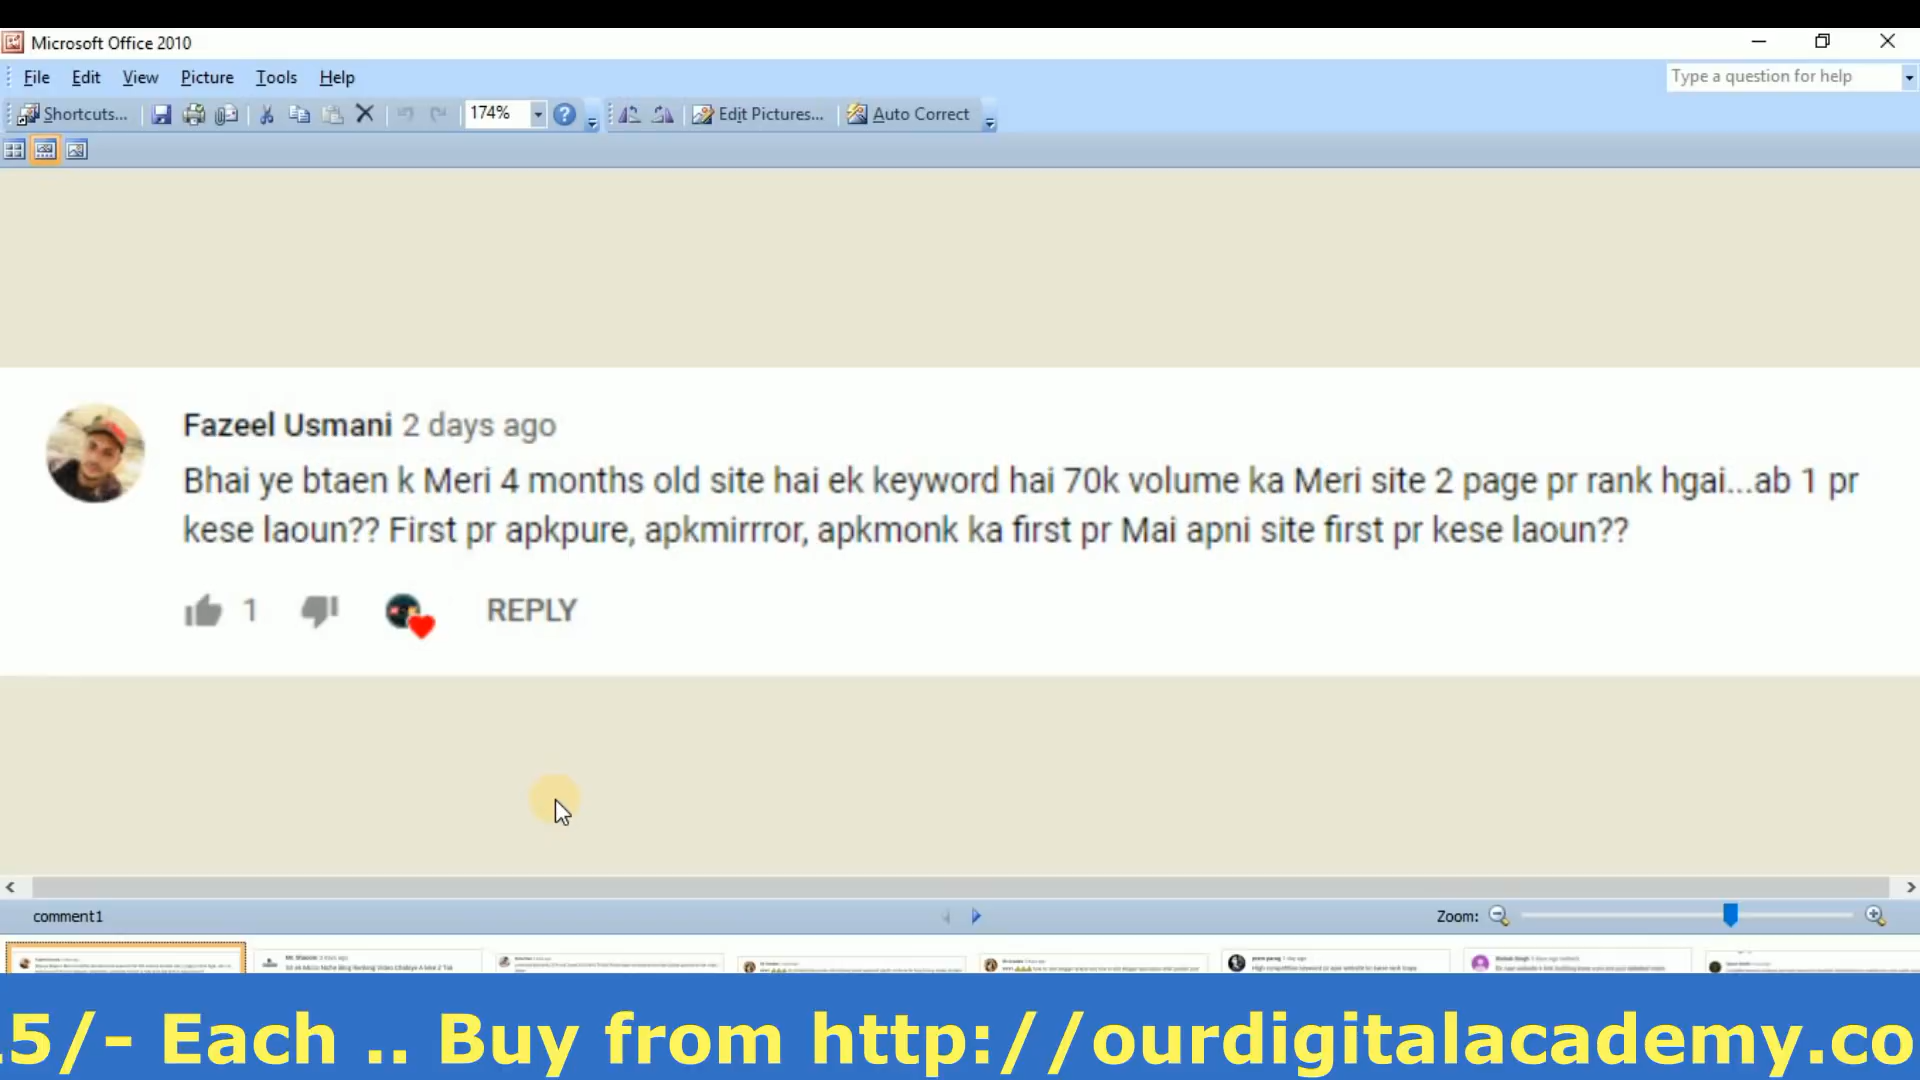 Microsoft Office 2010
File Edit View Picture Tools Help
Type a question for help
Shortcuts... 174% Edit Pictures... Auto Correct
Fazeel Usmani 2 days ago
Bhai ye btaen k Meri 4 months old site hai ek keyword hai 70k volume ka Meri site 2 page pr rank hgai...ab 1 pr
kese laoun?? First pr apkpure, apkmirrror, apkmonk ka first pr Mai apni site first pr kese laoun??
1 REPLY
comment1
Zoom:
5/- Each .. Buy from http://ourdigitalacademy.co